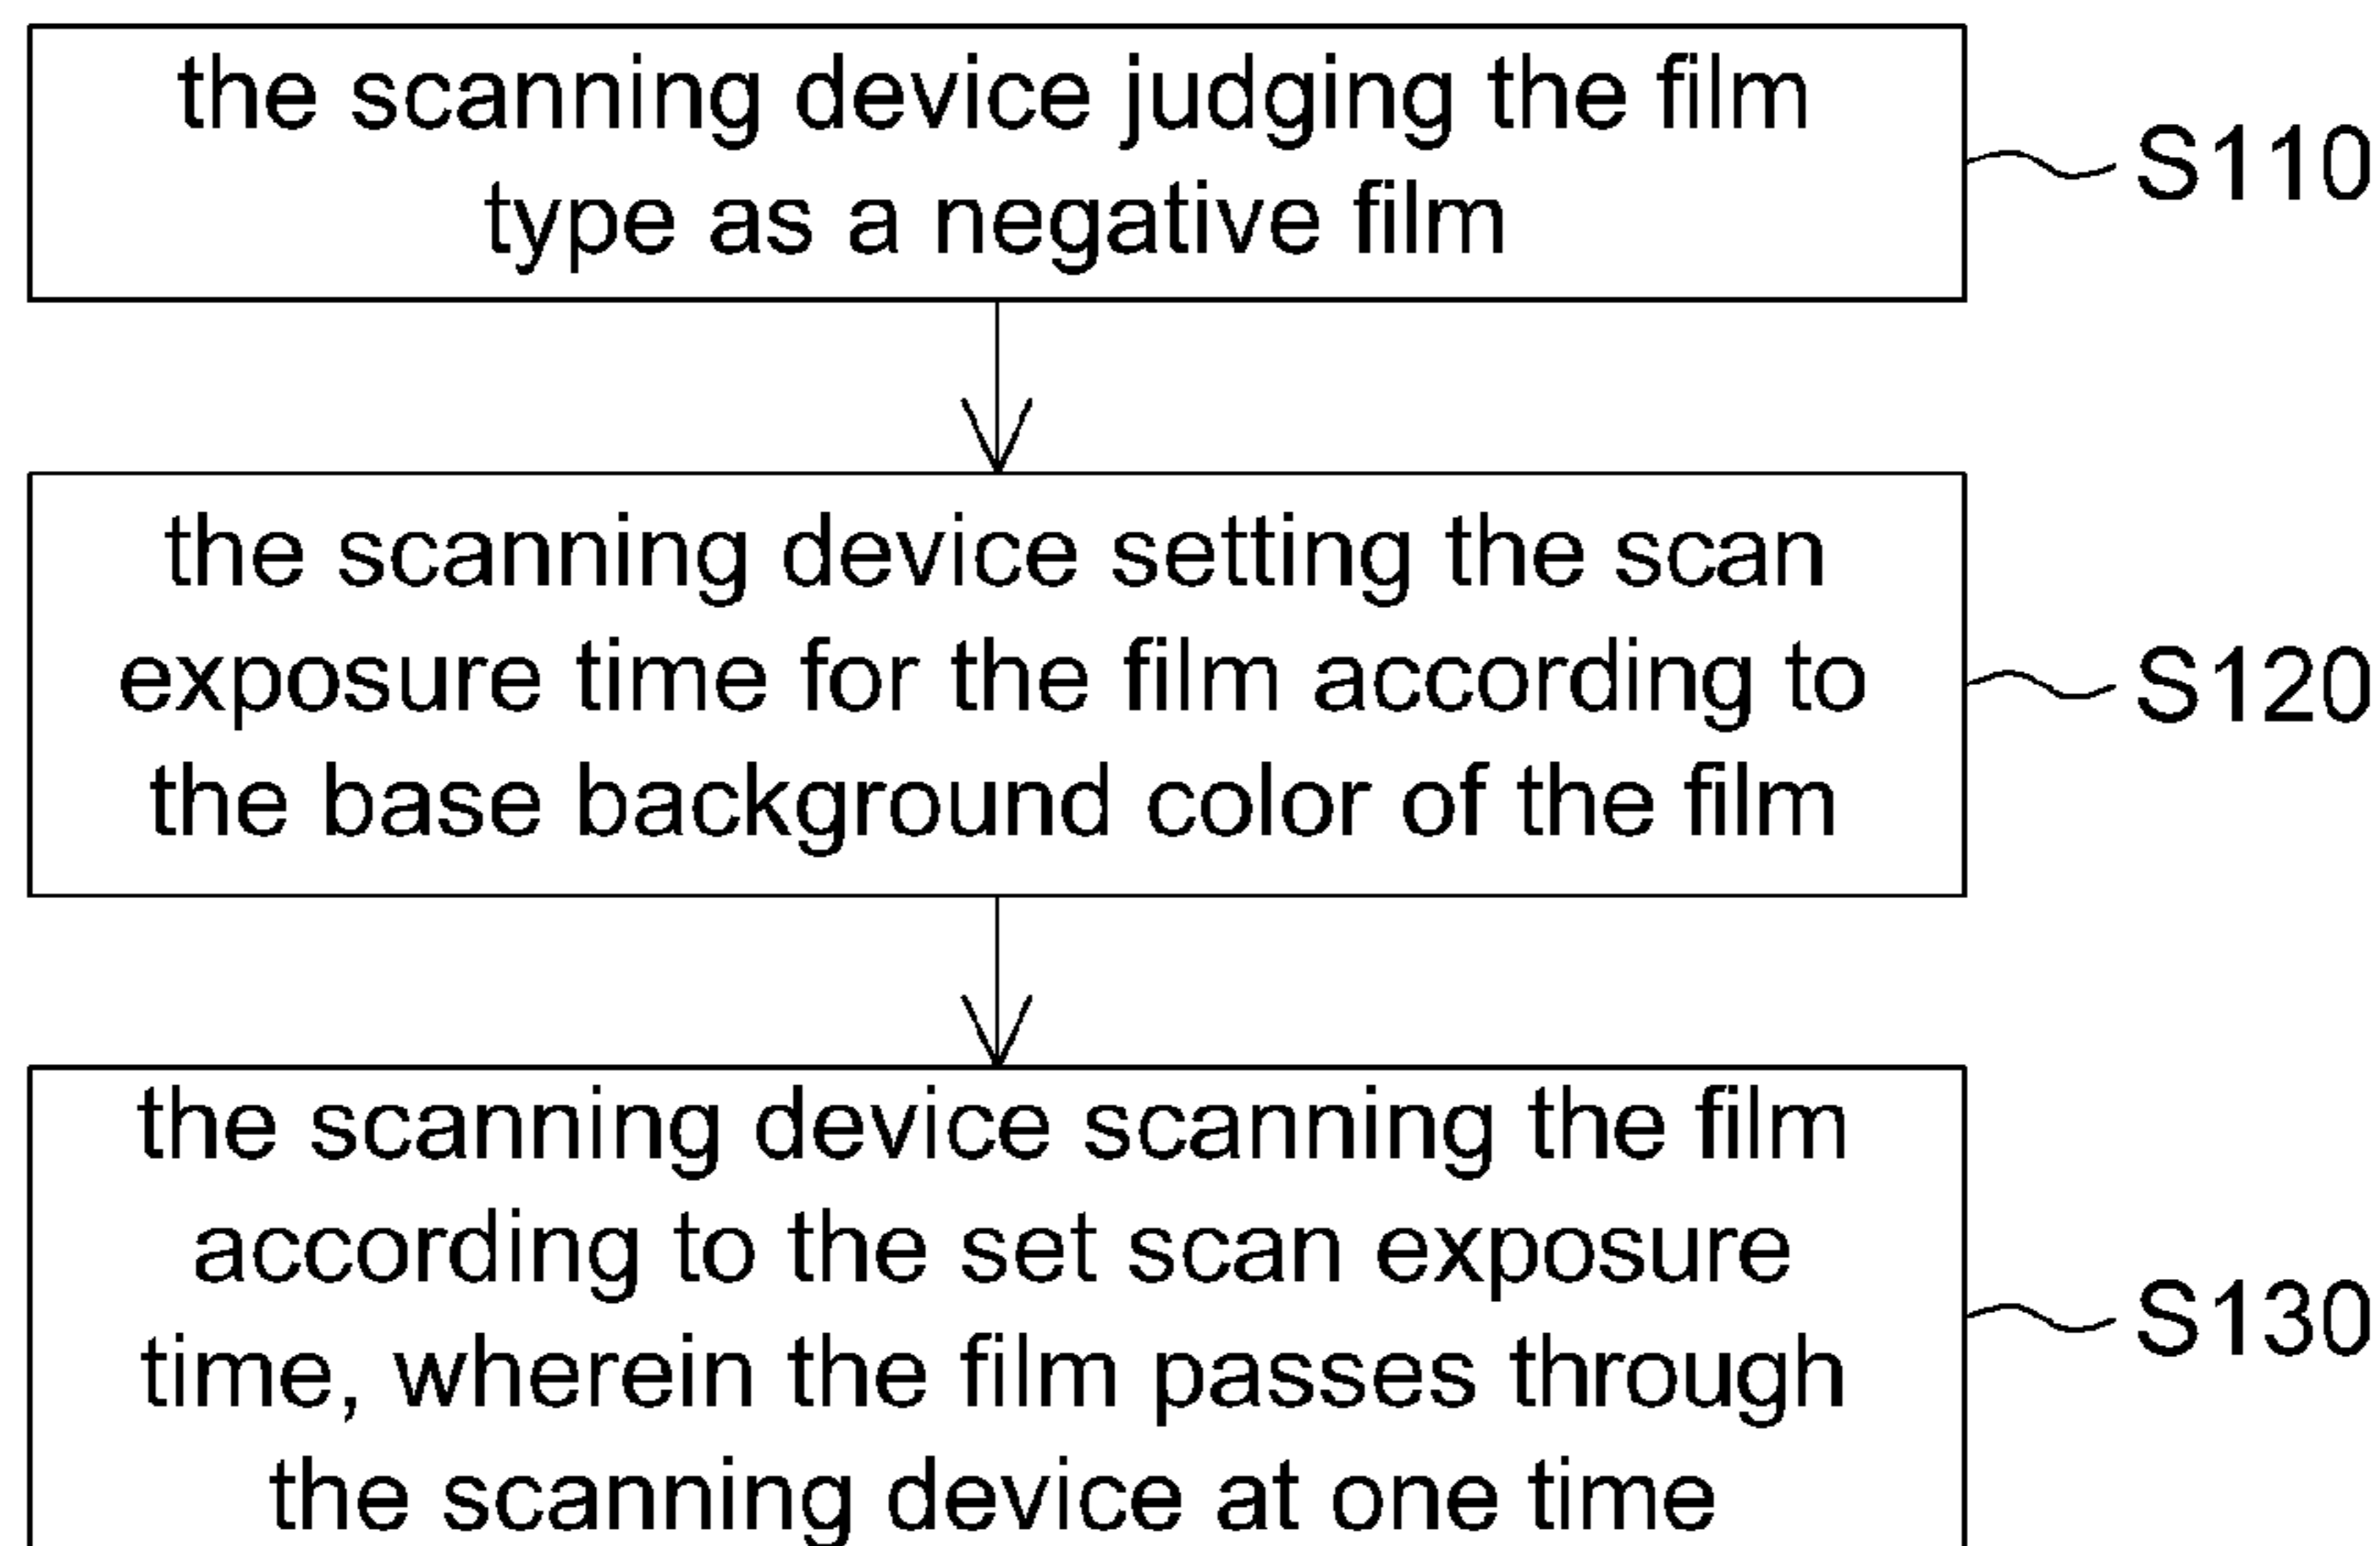 the scanning device judging the film
type as a negative film
S110
the scanning device setting the scan
exposure time for the film according to
the base background color of the film
S120
the scanning device scanning the film
according to the set scan exposure
time, wherein the film passes through
the scanning device at one time
S130